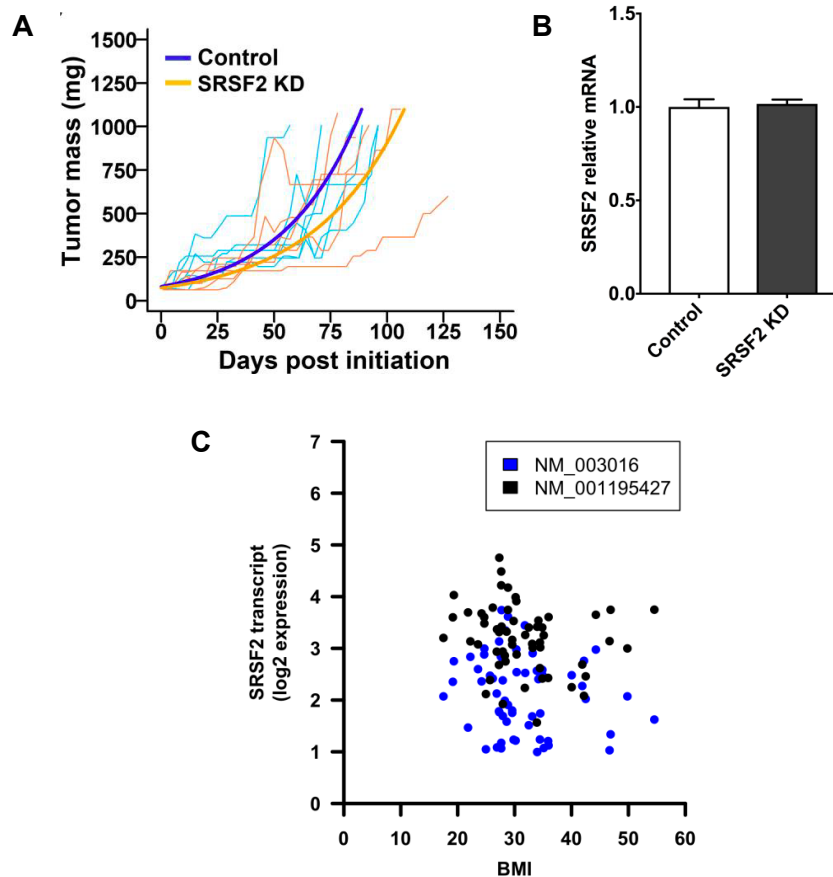 A
Tumor mass (mg)
1500
1250
1000
750
500
250
0
Control
SRSF2 KD
0 25 50 75 100 125 150
Days post initiation
B
SRSF2 relative mRNA
1.5
1.0
0.5
0.0
Control
SRSF2 KD
C
SRSF2 transcript
(log2 expression)
7
6
5
4
3
2
1
0
NM_003016
NM_001195427
0 10 20 30 40 50 60
BMI